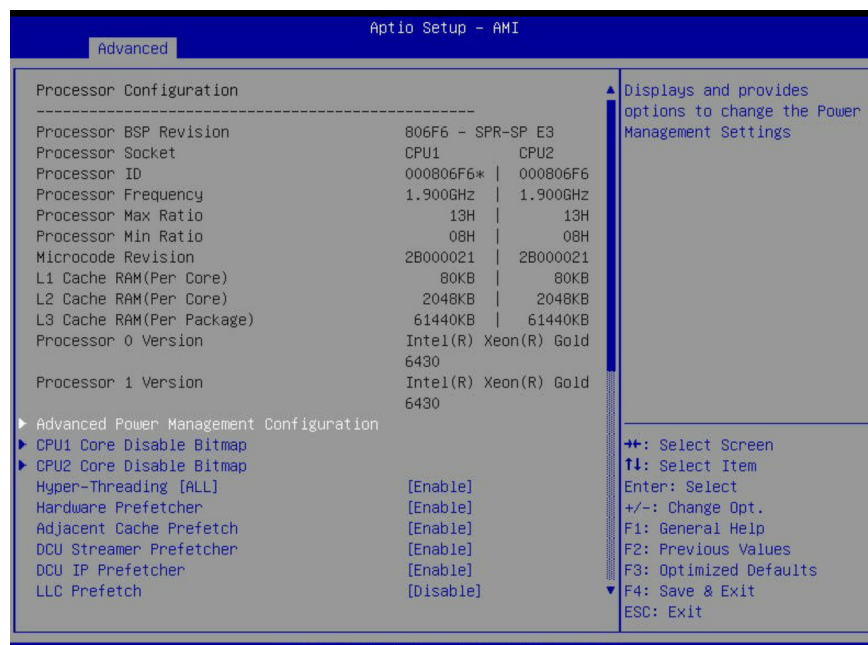 Aptio Setup – AMI
Advanced
Processor Configuration
--------------------------------------------------
Processor BSP Revision 806F6 – SPR-SP E3
Processor Socket CPU1 CPU2
Processor ID 000806F6* | 000806F6
Processor Frequency 1.900GHz | 1.900GHz
Processor Max Ratio 13H | 13H
Processor Min Ratio 08H | 08H
Microcode Revision 2B000021 | 2B000021
L1 Cache RAM(Per Core) 80KB | 80KB
L2 Cache RAM(Per Core) 2048KB | 2048KB
L3 Cache RAM(Per Package) 61440KB | 61440KB
Processor 0 Version Intel(R) Xeon(R) Gold
6430
Processor 1 Version Intel(R) Xeon(R) Gold
6430
Advanced Power Management Configuration
CPU1 Core Disable Bitmap
CPU2 Core Disable Bitmap
Hyper-Threading [ALL] [Enable]
Hardware Prefetcher [Enable]
Adjacent Cache Prefetch [Enable]
DCU Streamer Prefetcher [Enable]
DCU IP Prefetcher [Enable]
LLC Prefetch [Disable]
Displays and provides
options to change the Power
Management Settings
→←: Select Screen
↑↓: Select Item
Enter: Select
+/-: Change Opt.
F1: General Help
F2: Previous Values
F3: Optimized Defaults
F4: Save & Exit
ESC: Exit